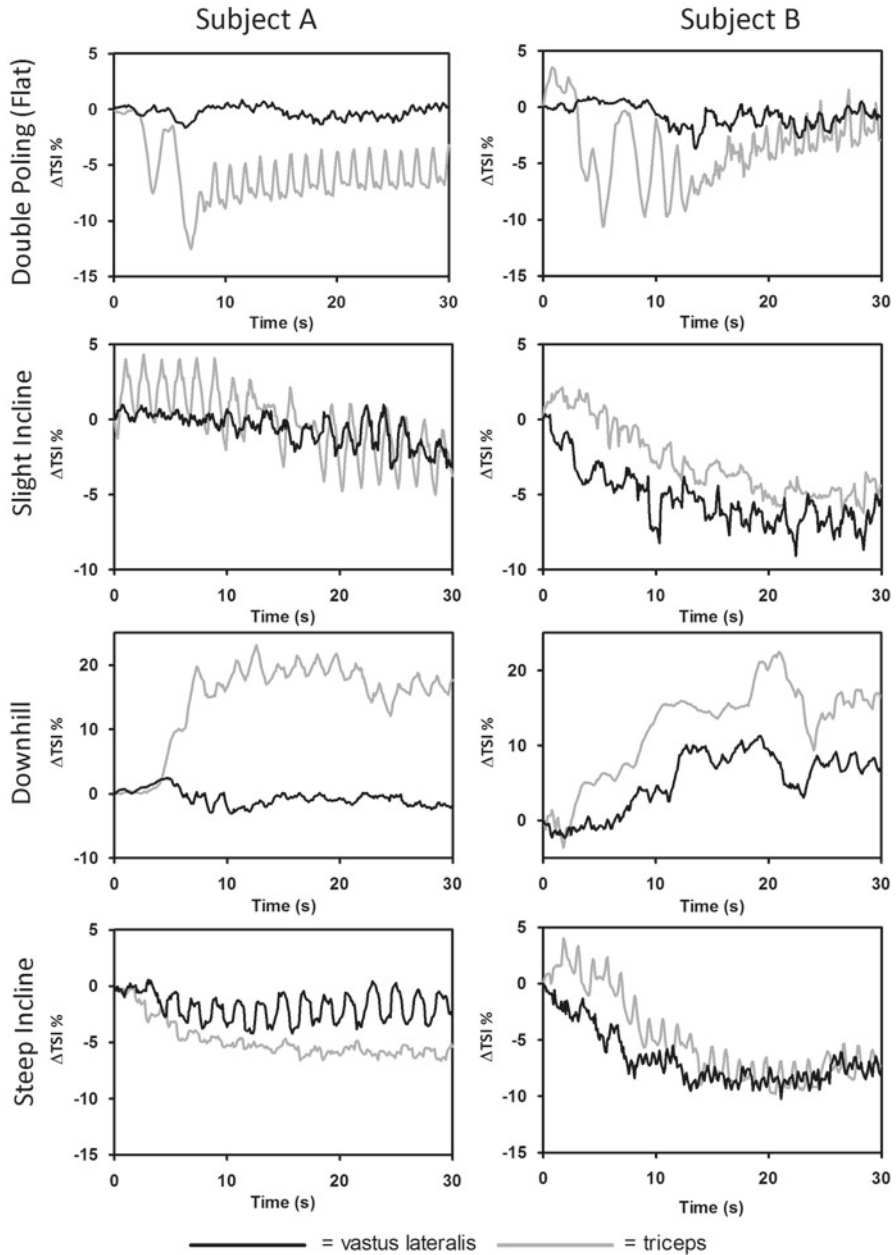 Subject A
Subject B
Double Poling (Flat)
ΔTSI %
5
0
-5
-10
-15
0
10
20
30
Time (s)
ΔTSI %
5
0
-5
-10
-15
0
10
20
30
Time (s)
Slight Incline
ΔTSI %
5
0
-5
-10
0
10
20
30
Time (s)
ΔTSI %
5
0
-5
-10
0
10
20
30
Time (s)
Downhill
ΔTSI %
20
10
0
-10
0
10
20
30
Time (s)
ΔTSI %
20
10
0
0
10
20
30
Time (s)
Steep Incline
ΔTSI %
5
0
-5
-10
-15
0
10
20
30
Time (s)
ΔTSI %
5
0
-5
-10
-15
0
10
20
30
Time (s)
= vastus lateralis
= triceps